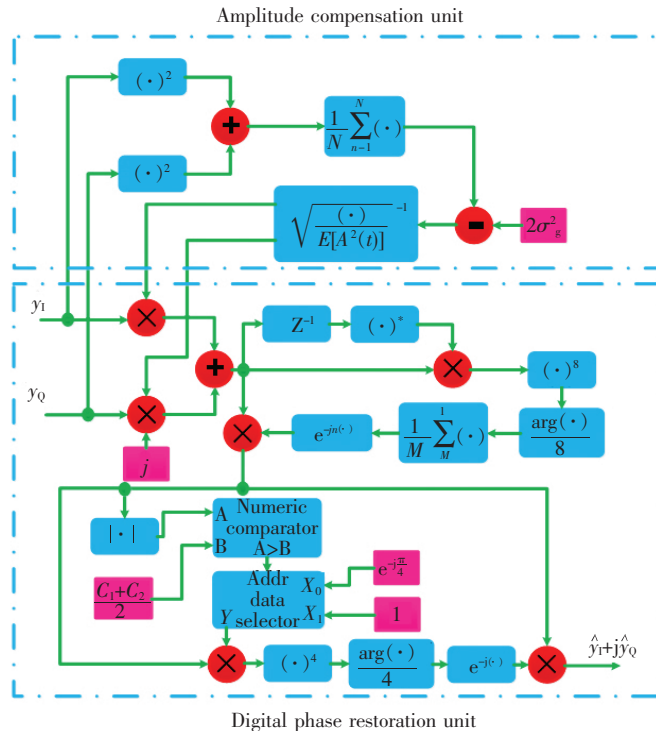 Amplitude compensation unit
(·)²
(·)²
+
1/N Σ_{n-1}^{N} (·)
√((·)/E[A²(t)])⁻¹
-
2σ²_g
y_I
×
Z⁻¹
(·)*
+
×
(·)⁸
y_Q
×
×
e^{-jn(·)}
1/M Σ_{M}^{1} (·)
arg(·)/8
j
|·|
A
B
Numeric
comparator
A>B
(C₁+C₂)/2
Addr
data
selector
X₀
X₁
Y
e^{-jπ/4}
1
×
(·)⁴
arg(·)/4
e^{-j(·)}
×
ŷ_I+jŷ_Q
Digital phase restoration unit